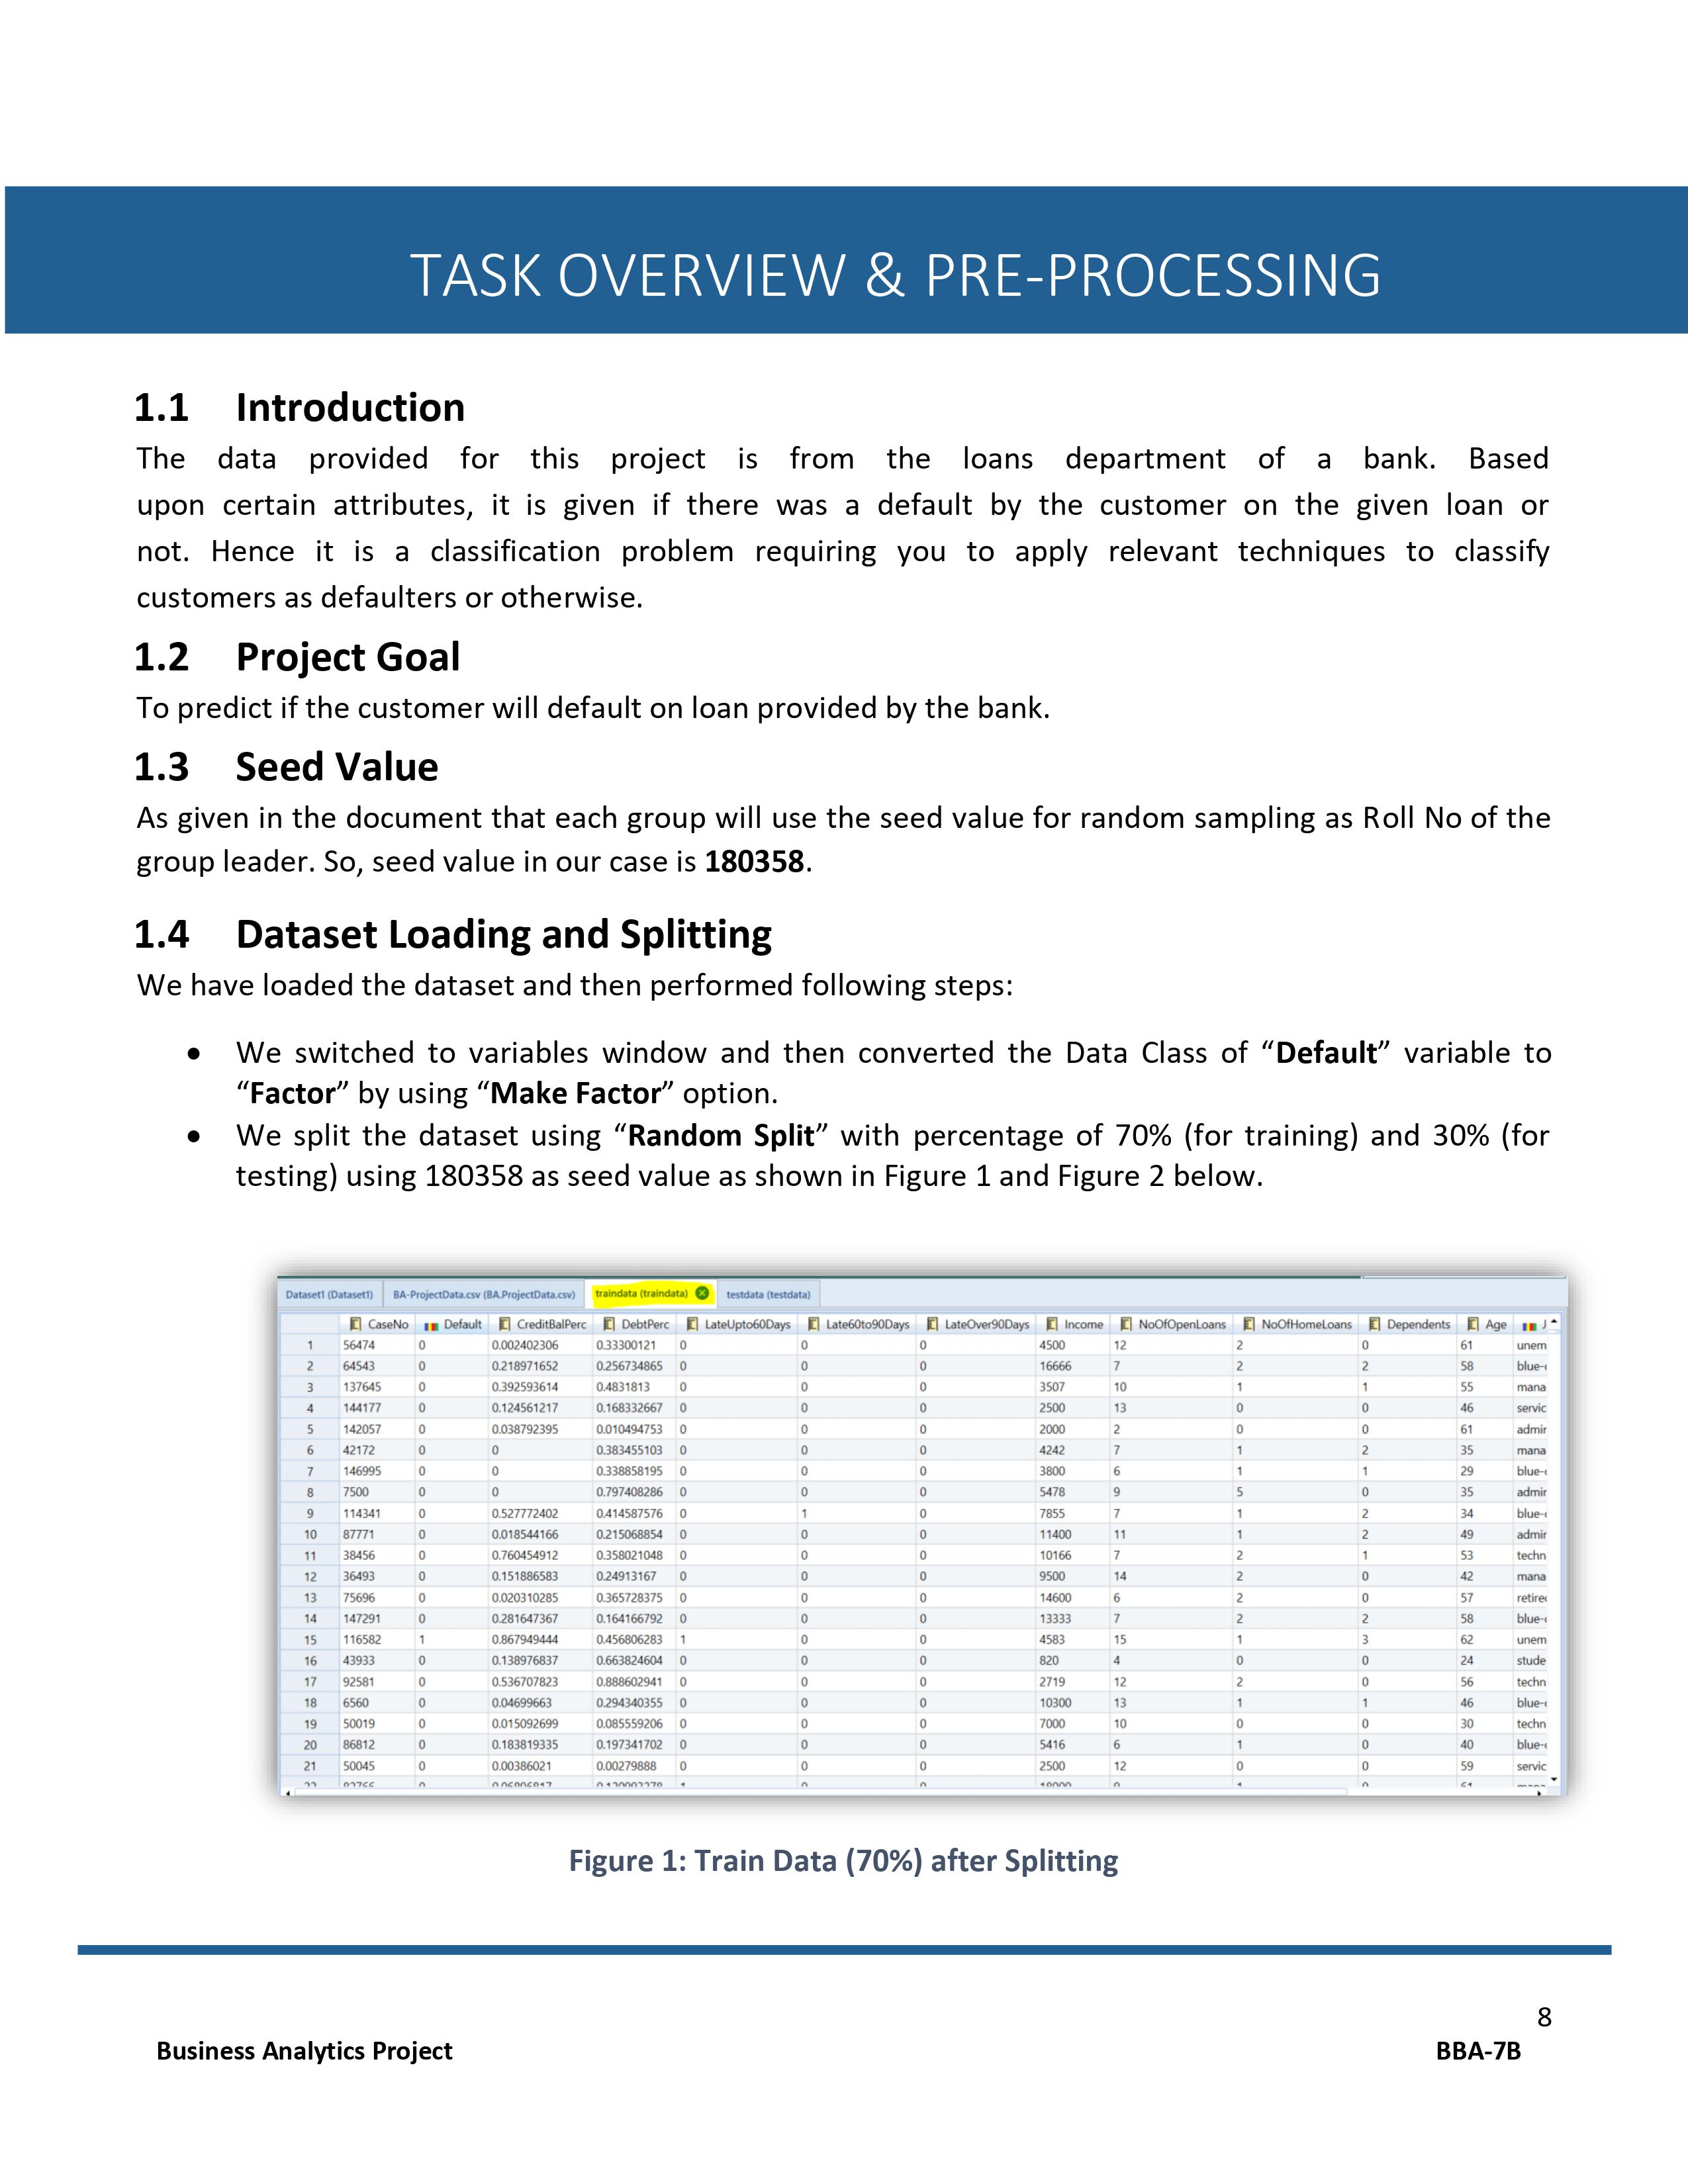 TASK OVERVIEW & PRE-PROCESSING
1.1 Introduction
The data provided for this project is from the loans department of a bank. Based
upon certain attributes, it is given if there was a default by the customer on the given loan or
not. Hence it is a classification problem requiring you to apply relevant techniques to classify
customers as defaulters or otherwise.
1.2 Project Goal
To predict if the customer will default on loan provided by the bank.
1.3 Seed Value
As given in the document that each group will use the seed value for random sampling as Roll No of the
group leader. So, seed value in our case is 180358.
1.4 Dataset Loading and Splitting
We have loaded the dataset and then performed following steps:
• We switched to variables window and then converted the Data Class of “Default” variable to
“Factor” by using “Make Factor” option.
• We split the dataset using “Random Split” with percentage of 70% (for training) and 30% (for
testing) using 180358 as seed value as shown in Figure 1 and Figure 2 below.
Dataset1 (Dataset1) BA-ProjectData.csv (BA.ProjectData.csv) traindata (traindata) testdata (testdata)
CaseNo Default CreditBalPerc DebtPerc LateUpto60Days Late60to90Days LateOver90Days Income NoOfOpenLoans NoOfHomeLoans Dependents Age J
1 56474 0 0.002402306 0.33300121 0 0 0 4500 12 2 0 61 unem
2 64543 0 0.218971652 0.256734865 0 0 0 16666 7 2 2 58 blue-
3 137645 0 0.392593614 0.4831813 0 0 0 3507 10 1 1 55 mana
4 144177 0 0.124561217 0.168332667 0 0 0 2500 13 0 0 46 servic
5 142057 0 0.038792395 0.010494753 0 0 0 2000 2 0 0 61 admir
6 42172 0 0 0.383455103 0 0 0 4242 7 1 2 35 mana
7 146995 0 0 0.338858195 0 0 0 3800 6 1 1 29 blue-
8 7500 0 0 0.797408286 0 0 0 5478 9 5 0 35 admir
9 114341 0 0.527772402 0.414587576 0 1 0 7855 7 1 2 34 blue-
10 87771 0 0.018544166 0.215068854 0 0 0 11400 11 1 2 49 admir
11 38456 0 0.760454912 0.358021048 0 0 0 10166 7 2 1 53 techn
12 36493 0 0.151886583 0.24913167 0 0 0 9500 14 2 0 42 mana
13 75696 0 0.020310285 0.365728375 0 0 0 14600 6 2 0 57 retire
14 147291 0 0.281647367 0.164166792 0 0 0 13333 7 2 2 58 blue-
15 116582 1 0.867949444 0.456806283 1 0 0 4583 15 1 3 62 unem
16 43933 0 0.138976837 0.663824604 0 0 0 820 4 0 0 24 stude
17 92581 0 0.536707823 0.888602941 0 0 0 2719 12 2 0 56 techn
18 6560 0 0.04699663 0.294340355 0 0 0 10300 13 1 1 46 blue-
19 50019 0 0.015092699 0.085559206 0 0 0 7000 10 0 0 30 techn
20 86812 0 0.183819335 0.197341702 0 0 0 5416 6 1 0 40 blue-
21 50045 0 0.00386021 0.00279888 0 0 0 2500 12 0 0 59 servic
Figure 1: Train Data (70%) after Splitting
8
Business Analytics Project BBA-7B